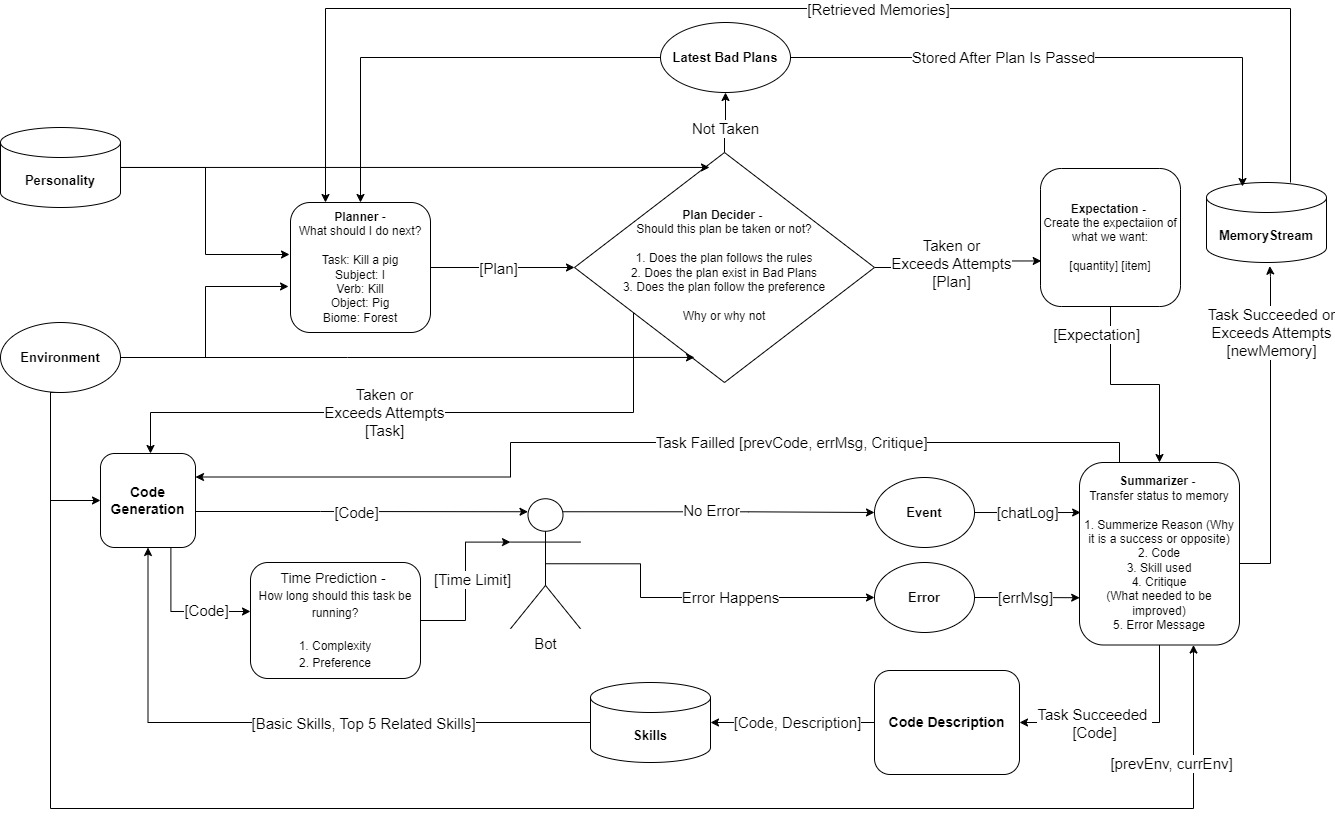 [Retrieved Memories]
Latest Bad Plans
Stored After Plan Is Passed
Not Taken
Personality
Planner -
What should I do next?
Task: Kill a pig
Subject: I
Verb: Kill
Object: Pig
Biome: Forest
[Plan]
Plan Decider -
Should this plan be taken or not?
1. Does the plan follows the rules
2. Does the plan exist in Bad Plans
3. Does the plan follow the preference
Why or why not
Taken or
Exceeds Attempts
[Plan]
Expectation -
Create the expectaiion of
what we want:
[quantity] [item]
MemoryStream
Environment
[Expectation]
Task Succeeded or
Exceeds Attempts
[newMemory]
Taken or
Exceeds Attempts
[Task]
Task Failled [prevCode, errMsg, Critique]
Code
Generation
[Code]
No Error
Event
[chatLog]
Summarizer -
Transfer status to memory
1. Summerize Reason (Why
it is a success or opposite)
2. Code
3. Skill used
4. Critique
(What needed to be
improved)
5. Error Message
[Code]
Time Prediction -
How long should this task be
running?
1. Complexity
2. Preference
[Time Limit]
Bot
Error Happens
Error
[errMsg]
[Basic Skills, Top 5 Related Skills]
Skills
[Code, Description]
Code Description
Task Succeeded
[Code]
[prevEnv, currEnv]